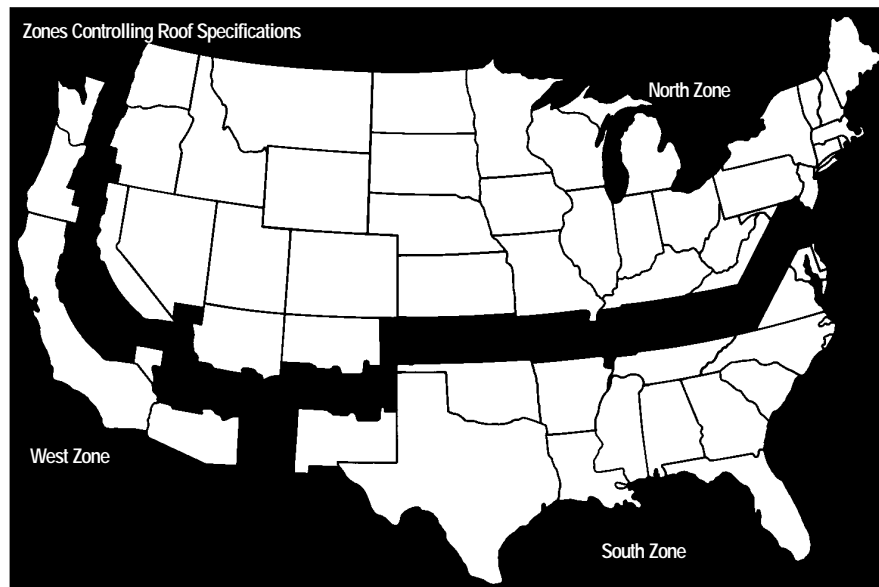 Zones Controlling Roof Specifications
North Zone
West Zone
South Zone